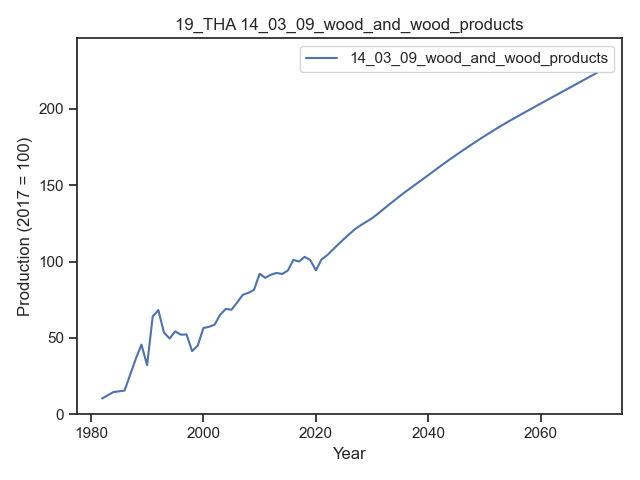 19_THA 14_03_09_wood_and_wood_products
14_03_09_wood_and_wood_products
Production (2017 = 100)
200
150
100
50
0
1980 2000 2020 2040 2060
Year